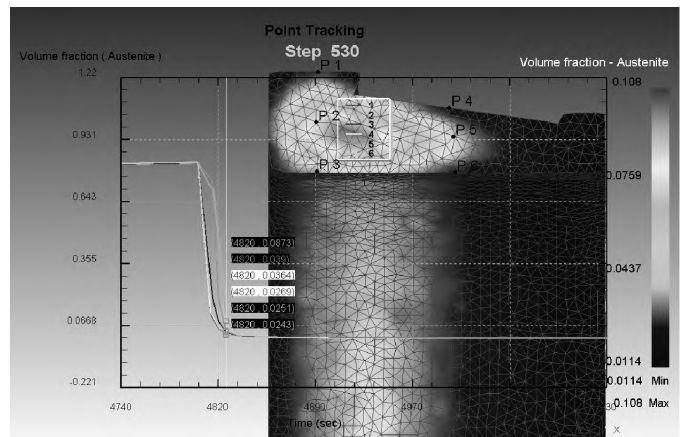 Point Tracking
Step 530
Volume fraction ( Austenite )
Volume fraction - Austenite
1.22
0.931
0.643
0.355
0.0668
-0.221
P 1
P 2
P 3
P 4
P 5
P 6
1
2
3
4
5
6
(4820 , 0.0873)
(4820 , 0.039)
(4820 , 0.0364)
(4820 , 0.0269)
(4820 , 0.0251)
(4820 , 0.0243)
0.108
0.0759
0.0437
0.0114
0.0114 Min
0.108 Max
4740
4820
4890
4970
30
Time (sec)
X